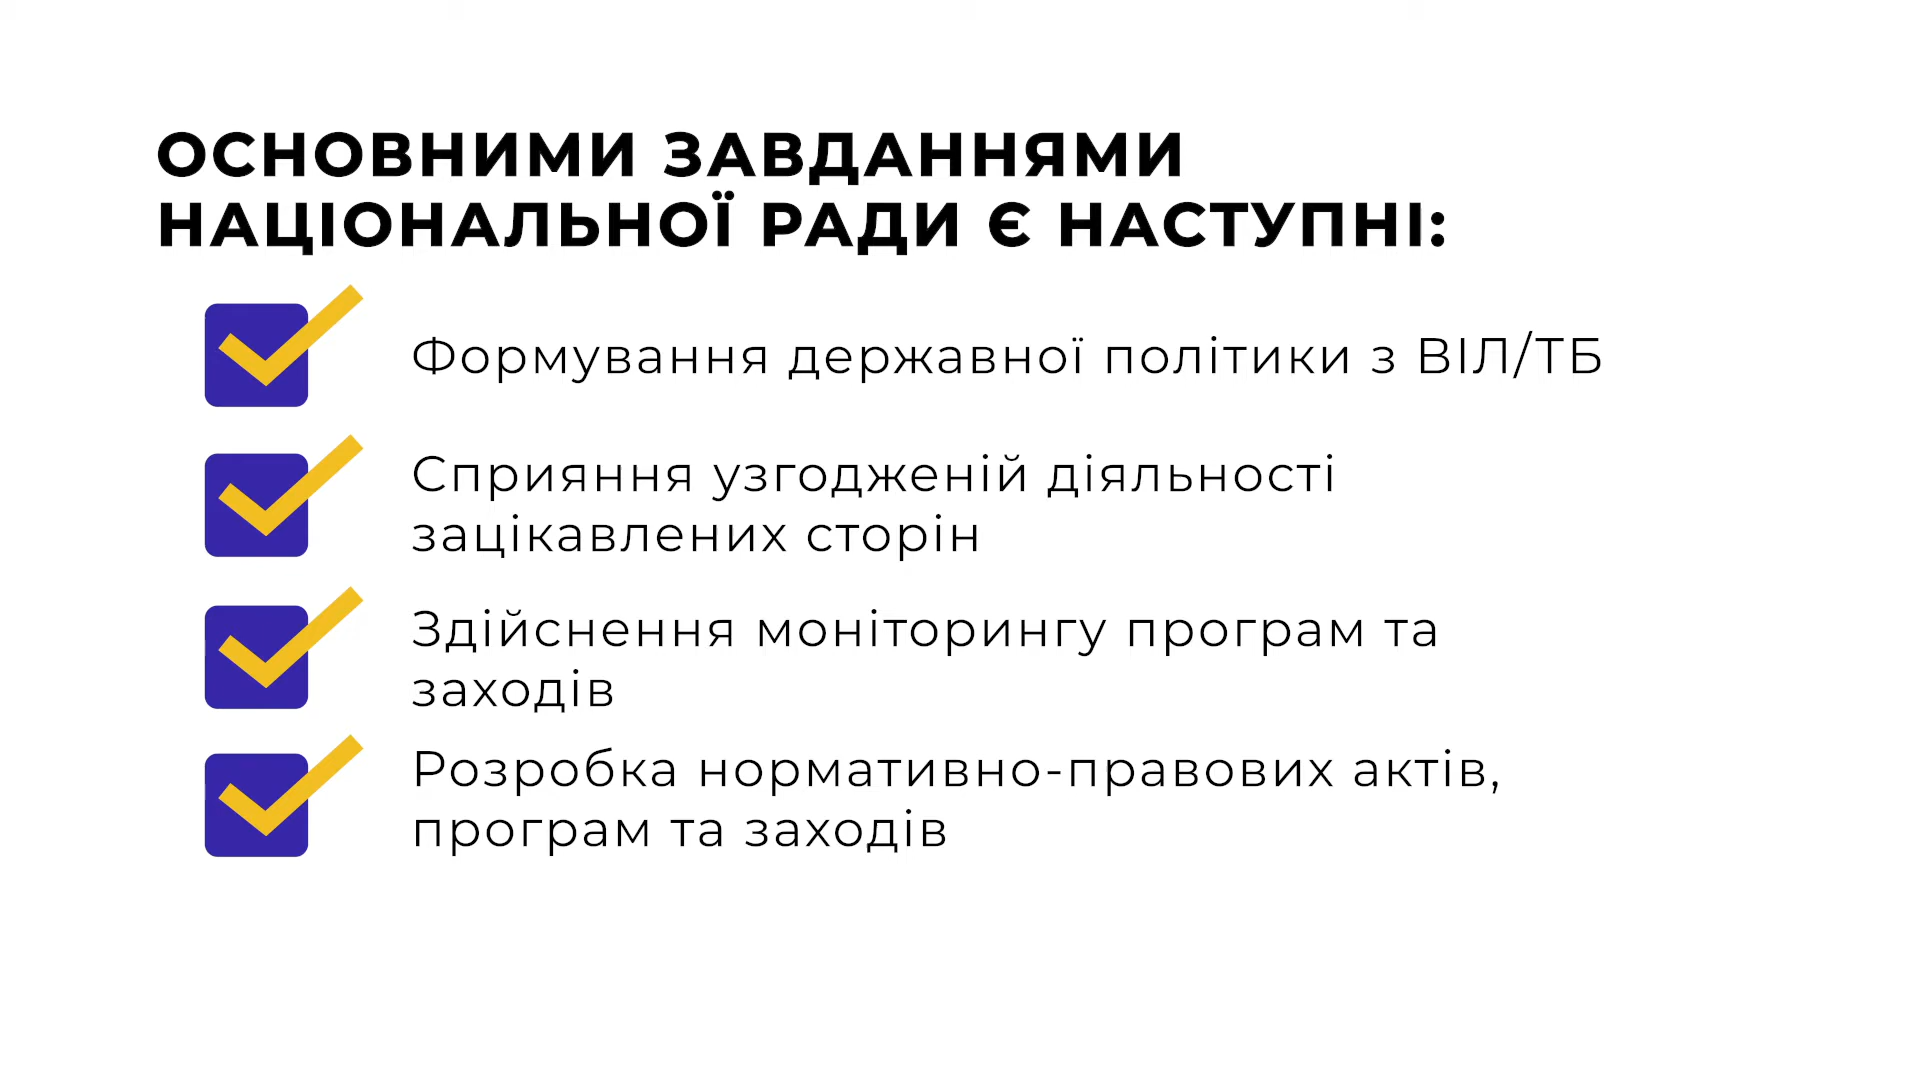 ОСНОВНИМИ ЗАВДАННЯМИ
НАЦІОНАЛЬНОЇ РАДИ Є НАСТУПНІ:
Формування державної політики з ВІЛ/ТБ
Сприяння узгодженій діяльності
зацікавлених сторін
Здійснення моніторингу програм та
заходів
Розробка нормативно-правових актів,
програм та заходів